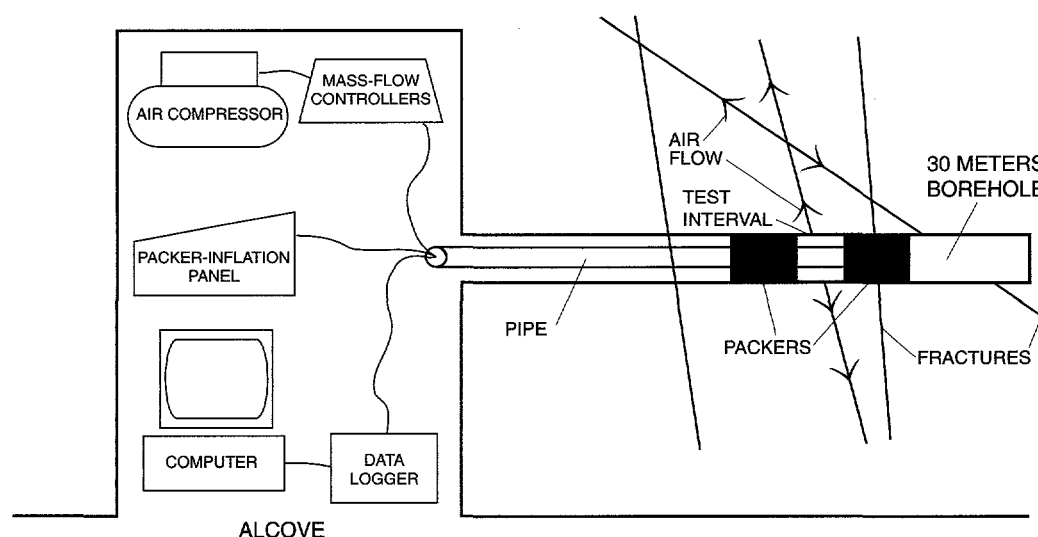 AIR COMPRESSOR
MASS-FLOW
CONTROLLERS
AIR
FLOW
TEST
INTERVAL
30 METERS
BOREHOLE
PACKER-INFLATION
PANEL
PIPE
PACKERS
FRACTURES
COMPUTER
DATA
LOGGER
ALCOVE